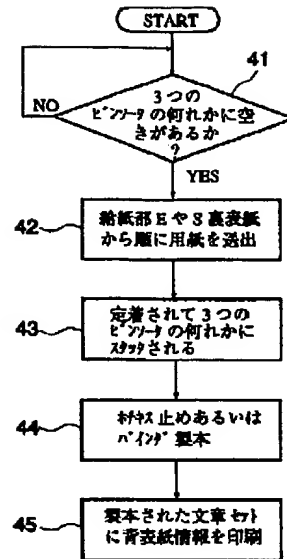 START
41
3つの
ビンソータの何れかに空
きがあるか
?
NO
YES
42
給紙部EやS裏表紙
から順に用紙を送出
43
定着されて3つの
ビンソータの何れかに
スタックされる
44
ホチキス止めあるいは
バインダ製本
45
製本された文章セット
に背表紙情報を印刷